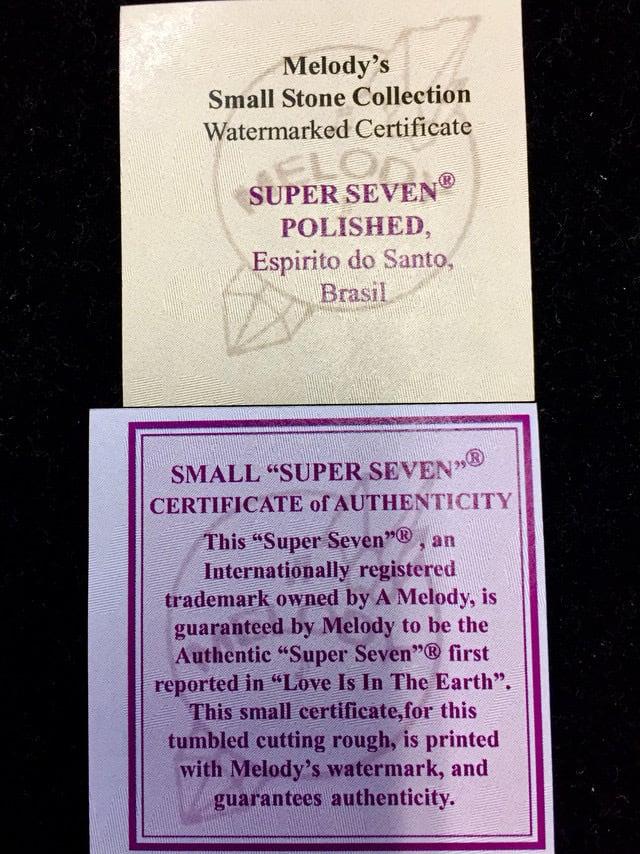 Melody's
Small Stone Collection
Watermarked Certificate
MELODY
SUPER SEVEN®
POLISHED,
Espirito do Santo,
Brasil
SMALL "SUPER SEVEN"®
CERTIFICATE of AUTHENTICITY
This "Super Seven"® , an
Internationally registered
trademark owned by A Melody, is
guaranteed by Melody to be the
Authentic "Super Seven"® first
reported in "Love Is In The Earth".
This small certificate,for this
tumbled cutting rough, is printed
with Melody's watermark, and
guarantees authenticity.